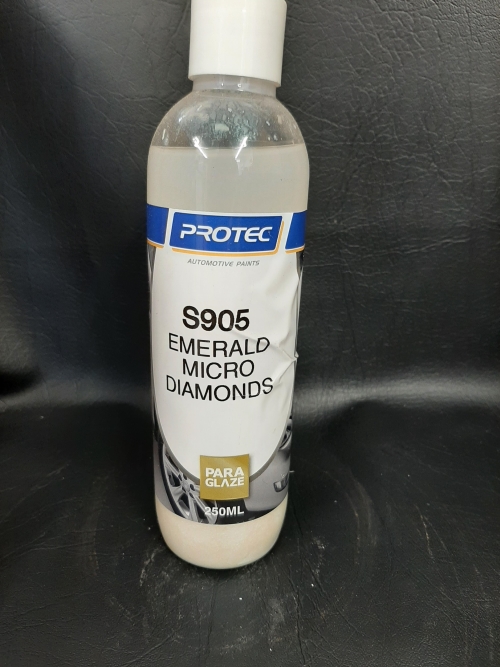 PROTEC
AUTOMOTIVE PAINTS
S905
EMERALD
MICRO
DIAMONDS
PARA
GLAZE
250ML